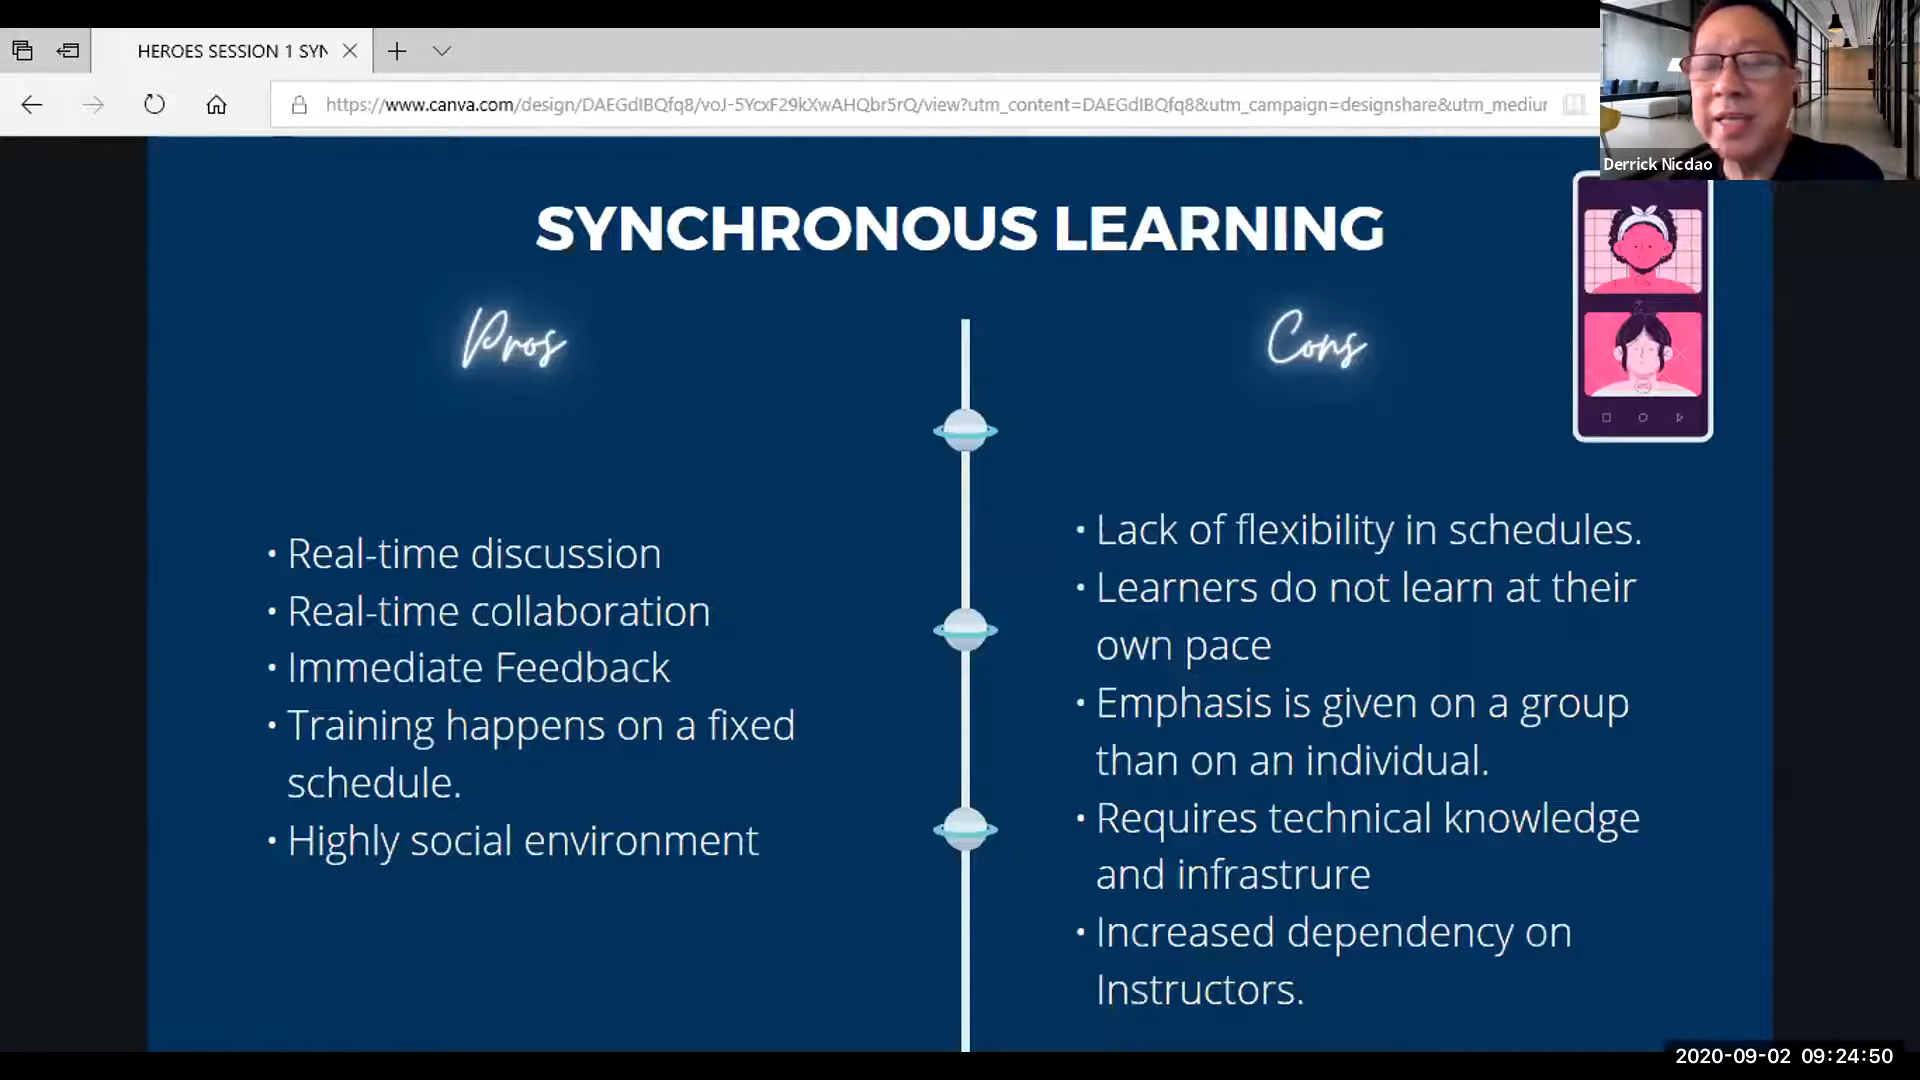 HEROES SESSION 1 SYN
https://www.canva.com/design/DAEGdIBQfq8/voJ-5YcxF29kXwAHQbr5rQ/view?utm_content=DAEGdIBQfq8&utm_campaign=designshare&utm_mediur
Derrick Nicdao
SYNCHRONOUS LEARNING
Pros
• Real-time discussion
• Real-time collaboration
• Immediate Feedback
• Training happens on a fixed
schedule.
• Highly social environment
Cons
• Lack of flexibility in schedules.
• Learners do not learn at their
own pace
• Emphasis is given on a group
than on an individual.
• Requires technical knowledge
and infrastrure
• Increased dependency on
Instructors.
2020-09-02 09:24:50